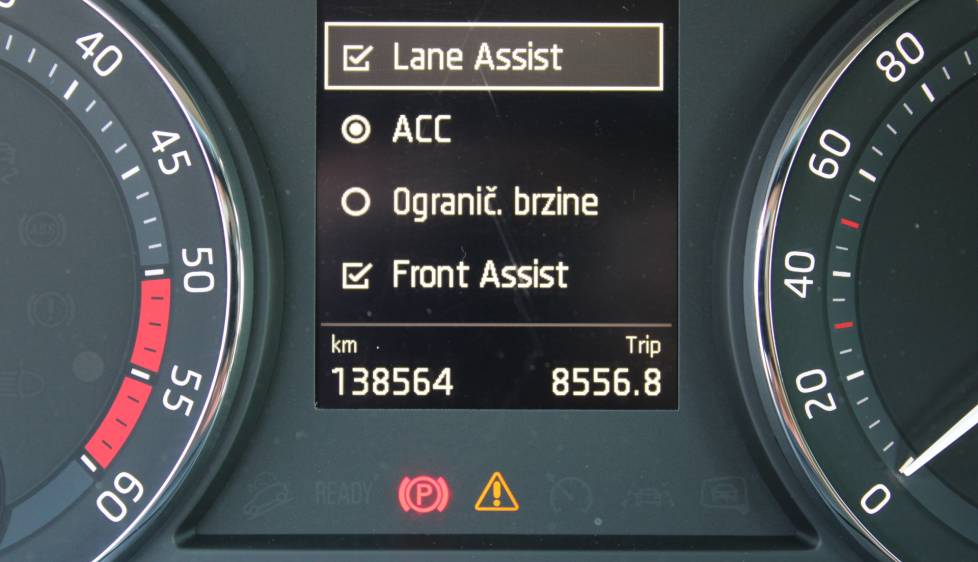 Lane Assist
ACC
Ogranič. brzine
Front Assist
km Trip
138564 8556.8
40
45
50
55
60
80
60
40
20
0
ABS
READY
P